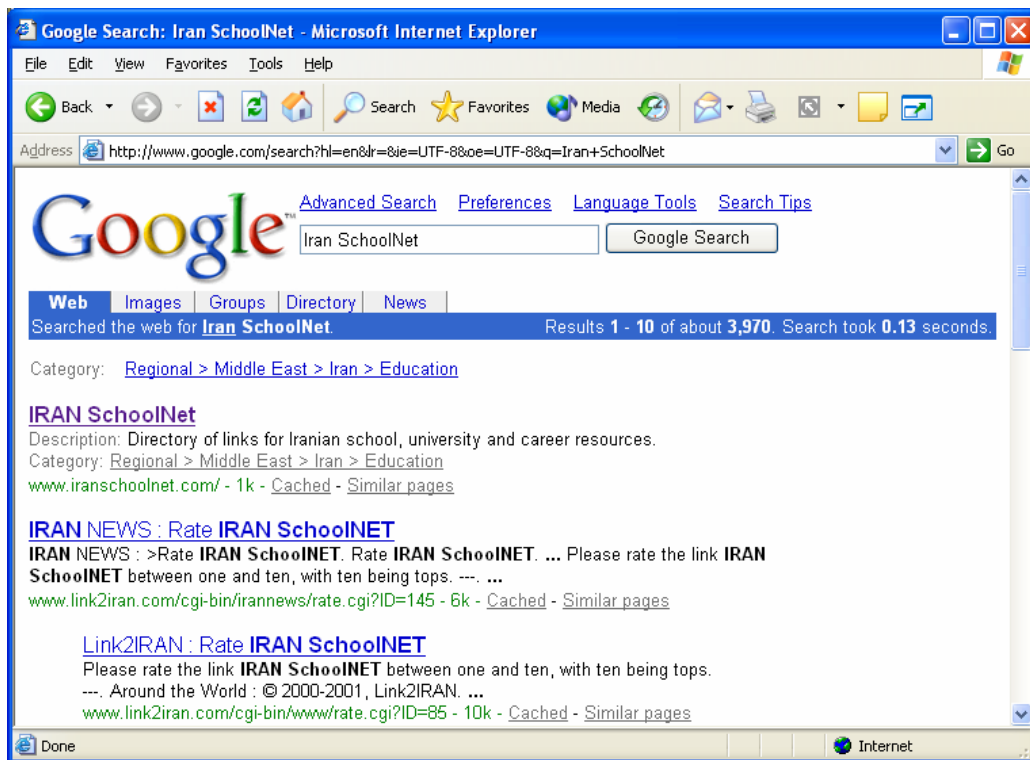 Google Search: Iran SchoolNet - Microsoft Internet Explorer
File Edit View Favorites Tools Help
Back Search Favorites Media
Address http://www.google.com/search?hl=en&lr=&ie=UTF-8&oe=UTF-8&q=Iran+SchoolNet Go
Advanced Search Preferences Language Tools Search Tips
Google™ Iran SchoolNet Google Search
Web Images Groups Directory News
Searched the web for Iran SchoolNet. Results 1 - 10 of about 3,970. Search took 0.13 seconds.
Category: Regional > Middle East > Iran > Education
IRAN SchoolNet
Description: Directory of links for Iranian school, university and career resources.
Category: Regional > Middle East > Iran > Education
www.iranschoolnet.com/ - 1k - Cached - Similar pages
IRAN NEWS : Rate IRAN SchoolNET
IRAN NEWS : >Rate IRAN SchoolNET. Rate IRAN SchoolNET. ... Please rate the link IRAN
SchoolNET between one and ten, with ten being tops. ---. ...
www.link2iran.com/cgi-bin/irannews/rate.cgi?ID=145 - 6k - Cached - Similar pages
Link2IRAN : Rate IRAN SchoolNET
Please rate the link IRAN SchoolNET between one and ten, with ten being tops.
---. Around the World : © 2000-2001, Link2IRAN. ...
www.link2iran.com/cgi-bin/www/rate.cgi?ID=85 - 10k - Cached - Similar pages
Done Internet